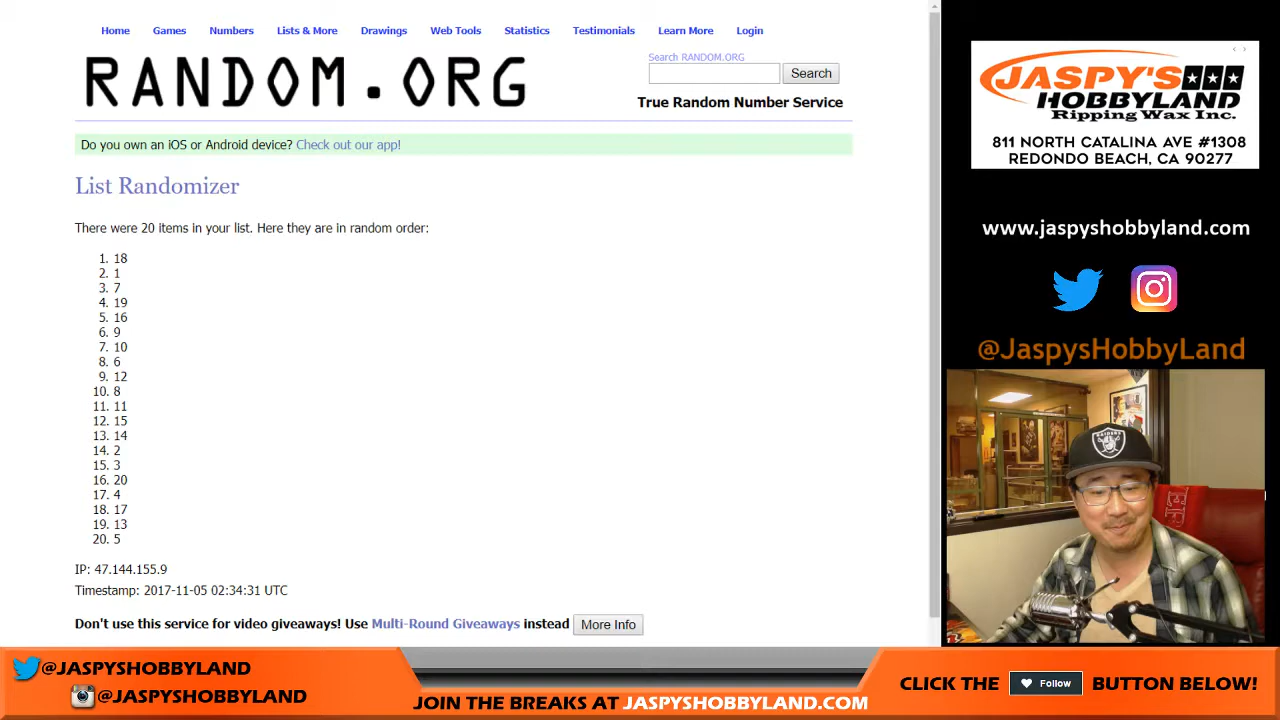 Home Games Numbers Lists & More Drawings Web Tools Statistics Testimonials Learn More Login
RANDOM.ORG
Search RANDOM.ORG
Search
True Random Number Service
Do you own an iOS or Android device? Check out our app!
List Randomizer
There were 20 items in your list. Here they are in random order:
1. 18
2. 1
3. 7
4. 19
5. 16
6. 9
7. 10
8. 6
9. 12
10. 8
11. 11
12. 15
13. 14
14. 2
15. 3
16. 20
17. 4
18. 17
19. 13
20. 5
IP: 47.144.155.9
Timestamp: 2017-11-05 02:34:31 UTC
Don't use this service for video giveaways! Use Multi-Round Giveaways instead More Info
JASPY'S
HOBBYLAND
Ripping Wax Inc.
811 NORTH CATALINA AVE #1308
REDONDO BEACH, CA 90277
www.jaspyshobbyland.com
@JaspysHobbyLand
RAIDERS
@JASPYSHOBBYLAND
@JASPYSHOBBYLAND
JOIN THE BREAKS AT JASPYSHOBBYLAND.COM
CLICK THE Follow BUTTON BELOW!